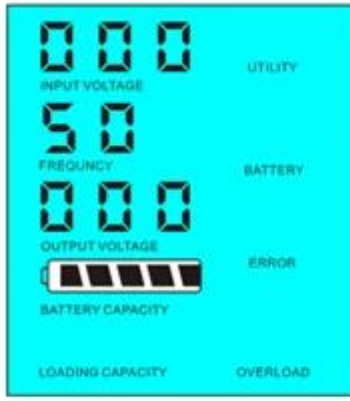 000
INPUT VOLTAGE
UTILITY
50
FREQUNCY
BATTERY
000
OUTPUT VOLTAGE
ERROR
BATTERY CAPACITY
LOADING CAPACITY
OVERLOAD